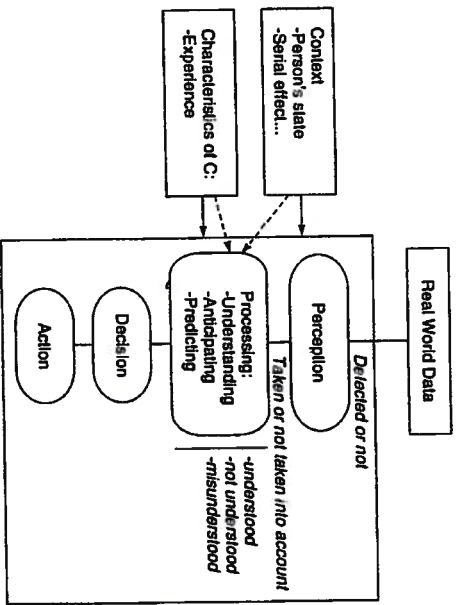 Real World Data
Detected or not
Perception
Taken or not taken into account
Processing:
-Understanding
-Anticipating
-Predicting
-understood
-not understood
-misunderstood
Decision
Action
Context
-Person's state
-Serial effect...
Characteristics of C:
-Experience